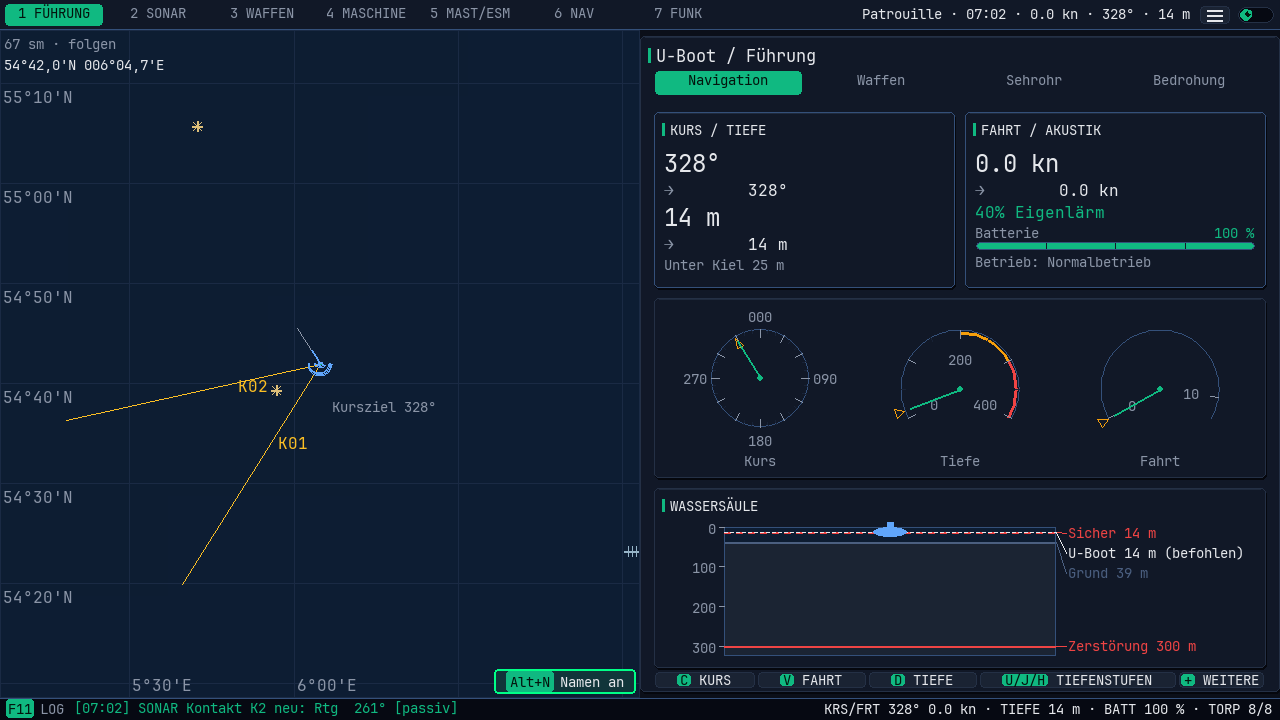 1 FÜHRUNG 2 SONAR 3 WAFFEN 4 MASCHINE 5 MAST/ESM 6 NAV 7 FUNK Patrouille · 07:02 · 0.0 kn · 328° · 14 m
67 sm · folgen
54°42,0'N 006°04,7'E
55°10'N
55°00'N
54°50'N
54°40'N
54°30'N
54°20'N
5°30'E
6°00'E
K02
K01
Kursziel 328°
Alt+N Namen an
U-Boot / Führung
Navigation Waffen Sehrohr Bedrohung
KURS / TIEFE
328°
→ 328°
14 m
→ 14 m
Unter Kiel 25 m
FAHRT / AKUSTIK
0.0 kn
→ 0.0 kn
40% Eigenlärm
Batterie 100 %
Betrieb: Normalbetrieb
000
270 090
180
Kurs
200
0 400
Tiefe
0 10
Fahrt
WASSERSÄULE
0
100
200
300
Sicher 14 m
U-Boot 14 m (befohlen)
Grund 39 m
Zerstörung 300 m
C KURS V FAHRT D TIEFE U/J/H TIEFENSTUFEN + WEITERE
F11 LOG [07:02] SONAR Kontakt K2 neu: Rtg 261° [passiv] KRS/FRT 328° 0.0 kn · TIEFE 14 m · BATT 100 % · TORP 8/8